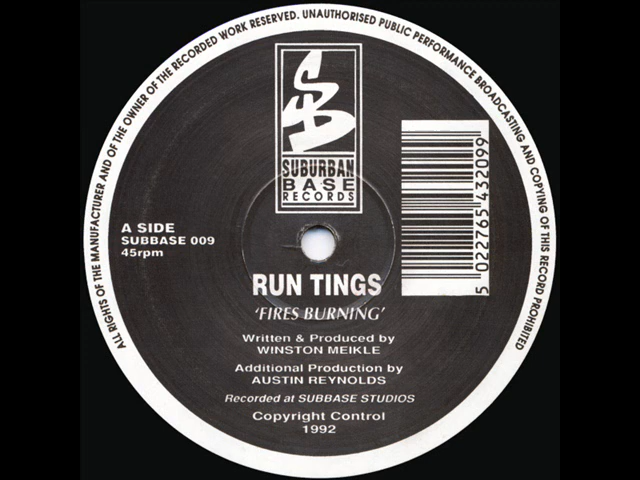 ALL RIGHTS OF THE MANUFACTURER AND OF THE OWNER OF THE RECORDED WORK RESERVED. UNAUTHORISED PUBLIC PERFORMANCE BROADCASTING AND COPYING OF THIS RECORD PROHIBITED
SB
SUBURBAN
BASE
RECORDS
A SIDE
SUBBASE 009
45rpm
5 022765 432099
RUN TINGS
'FIRES BURNING'
Written & Produced by
WINSTON MEIKLE
Additional Production by
AUSTIN REYNOLDS
Recorded at SUBBASE STUDIOS
Copyright Control
1992